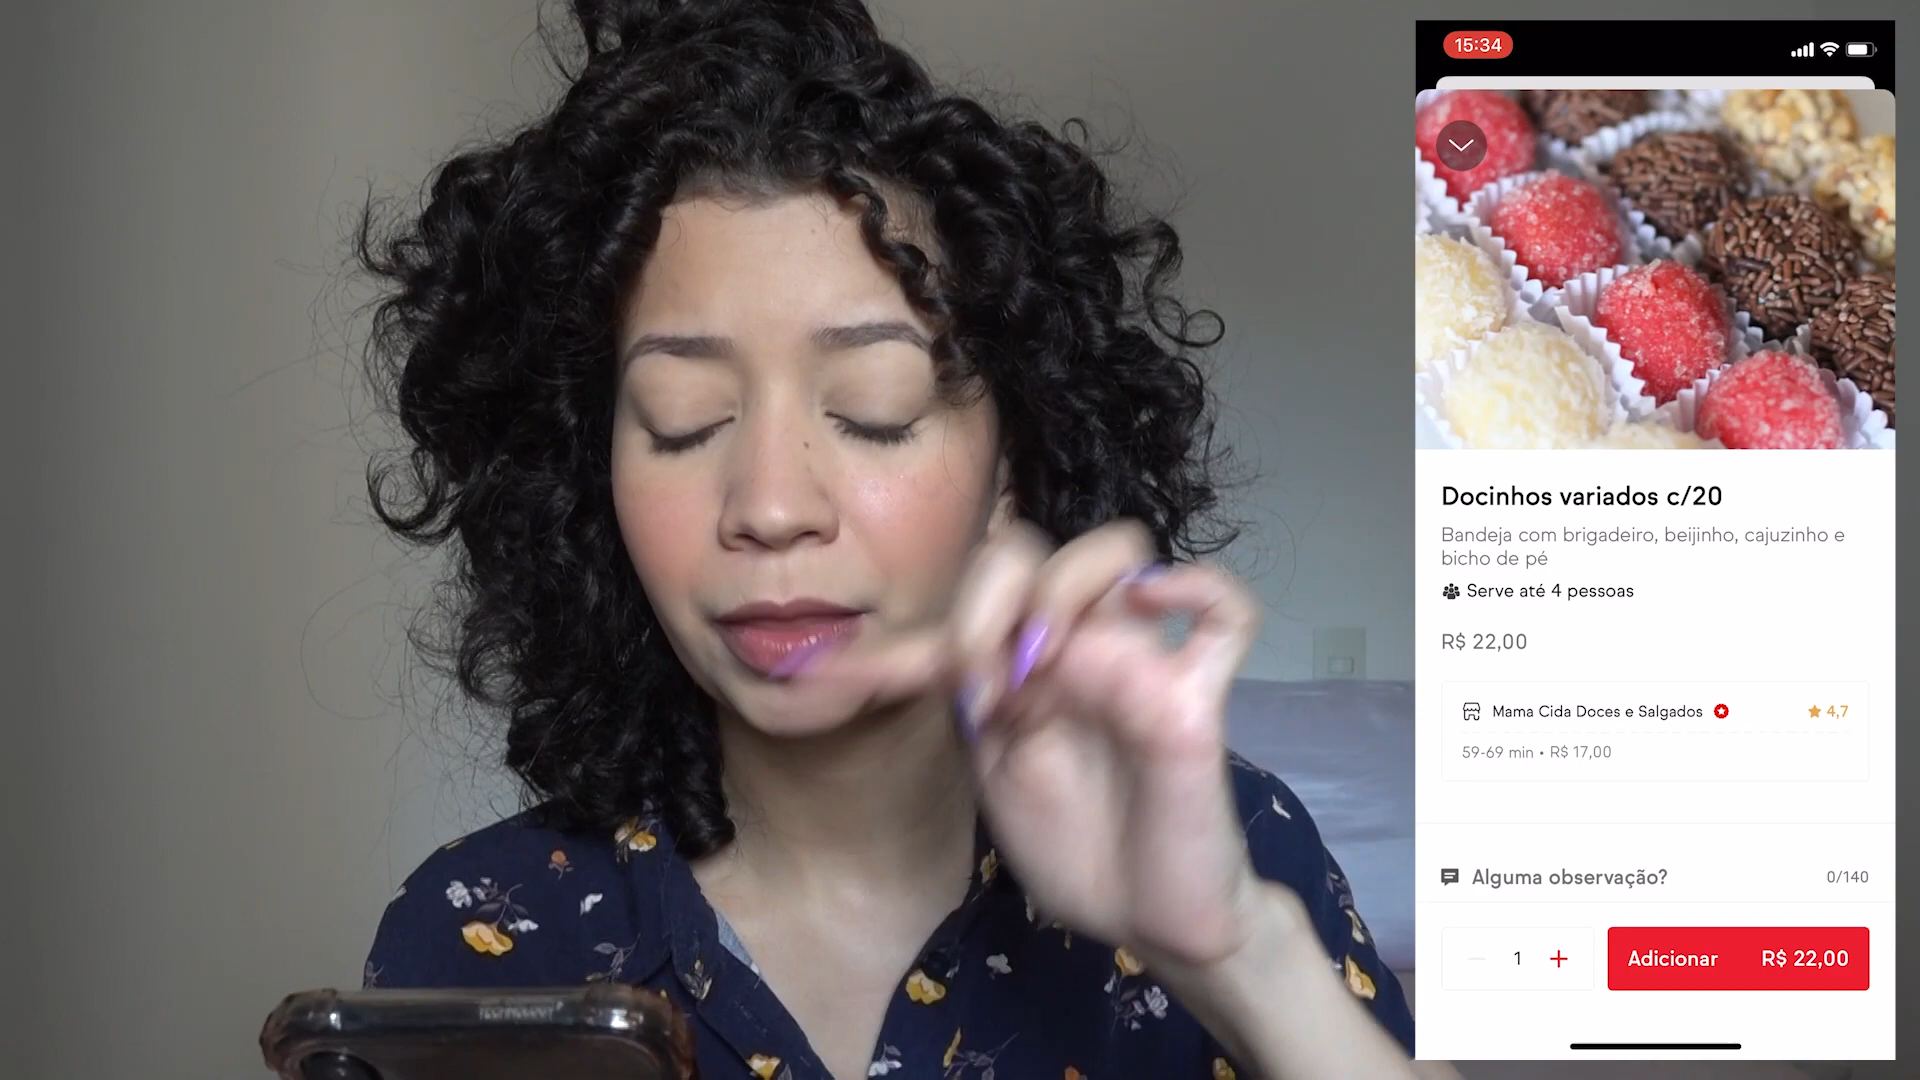 15:34
Docinhos variados c/20
Bandeja com brigadeiro, beijinho, cajuzinho e
bicho de pé
Serve até 4 pessoas
R$ 22,00
Mama Cida Doces e Salgados 4,7
59-69 min • R$ 17,00
Alguma observação? 0/140
1 Adicionar R$ 22,00